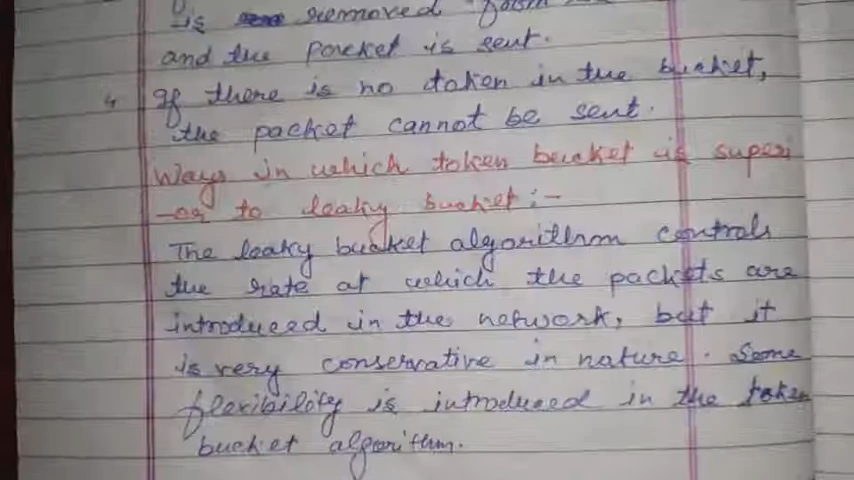 is removed from
and the packet is sent.
4 If there is no token in the bucket,
the packet cannot be sent.
Ways in which token bucket is superi
-or to leaky bucket :-
The leaky bucket algorithm controls
the rate at which the packets are
introduced in the network, but it
is very conservative in nature. Some
flexibility is introduced in the token
bucket algorithm.